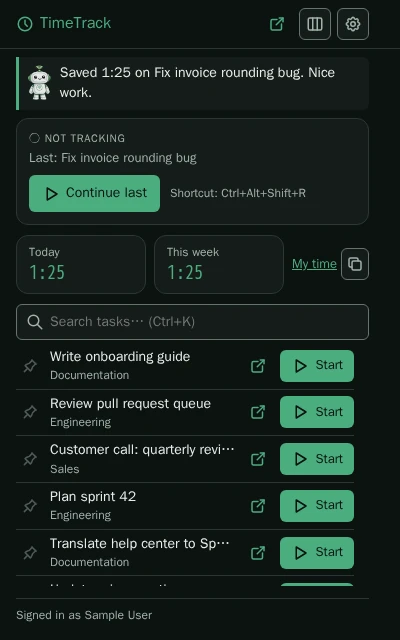 TimeTrack
Saved 1:25 on Fix invoice rounding bug. Nice
work.
NOT TRACKING
Last: Fix invoice rounding bug
Continue last
Shortcut: Ctrl+Alt+Shift+R
Today
1:25
This week
1:25
My time
Search tasks… (Ctrl+K)
Write onboarding guide
Documentation
Start
Review pull request queue
Engineering
Start
Customer call: quarterly revi…
Sales
Start
Plan sprint 42
Engineering
Start
Translate help center to Sp…
Documentation
Start
Signed in as Sample User